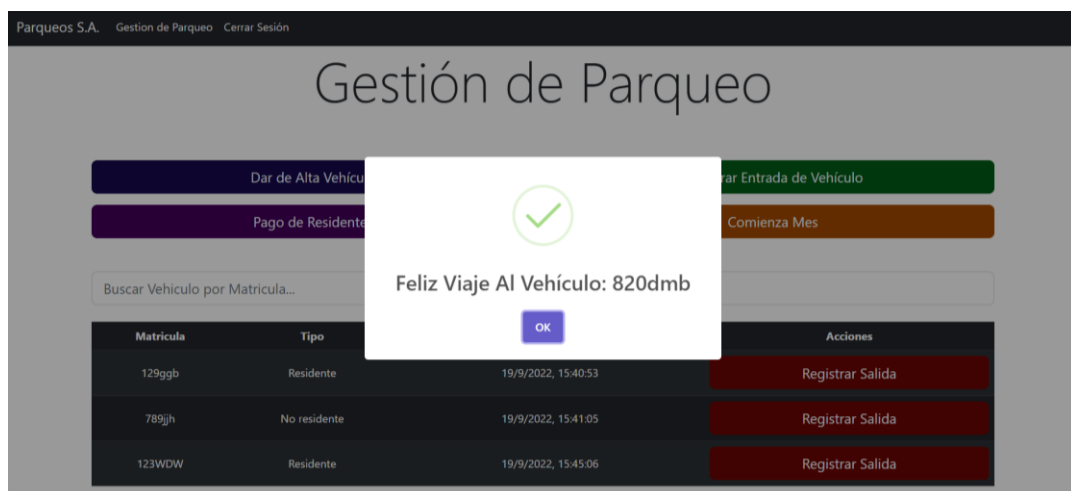 Parqueos S.A. Gestion de Parqueo Cerrar Sesión
Gestión de Parqueo
Dar de Alta Vehícu
rar Entrada de Vehículo
Pago de Residente
Comienza Mes
Feliz Viaje Al Vehículo: 820dmb
OK
Buscar Vehiculo por Matricula...
Matricula Tipo Acciones
129ggb Residente 19/9/2022, 15:40:53 Registrar Salida
789jjh No residente 19/9/2022, 15:41:05 Registrar Salida
123WDW Residente 19/9/2022, 15:45:06 Registrar Salida